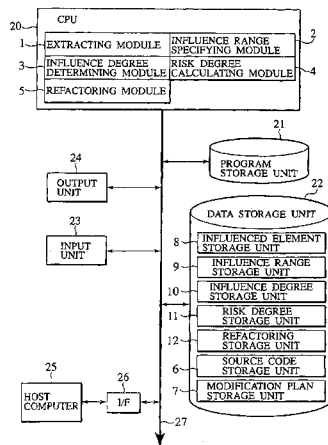 20
CPU
1
EXTRACTING MODULE
INFLUENCE RANGE SPECIFYING MODULE
2
3
INFLUENCE DEGREE DETERMINING MODULE
RISK DEGREE CALCULATING MODULE
4
5
REFACTORING MODULE
21
PROGRAM STORAGE UNIT
24
OUTPUT UNIT
22
DATA STORAGE UNIT
23
INPUT UNIT
8
INFLUENCED ELEMENT STORAGE UNIT
9
INFLUENCE RANGE STORAGE UNIT
10
INFLUENCE DEGREE STORAGE UNIT
11
RISK DEGREE STORAGE UNIT
12
REFACTORING STORAGE UNIT
6
SOURCE CODE STORAGE UNIT
7
MODIFICATION PLAN STORAGE UNIT
25
HOST COMPUTER
26
I/F
27